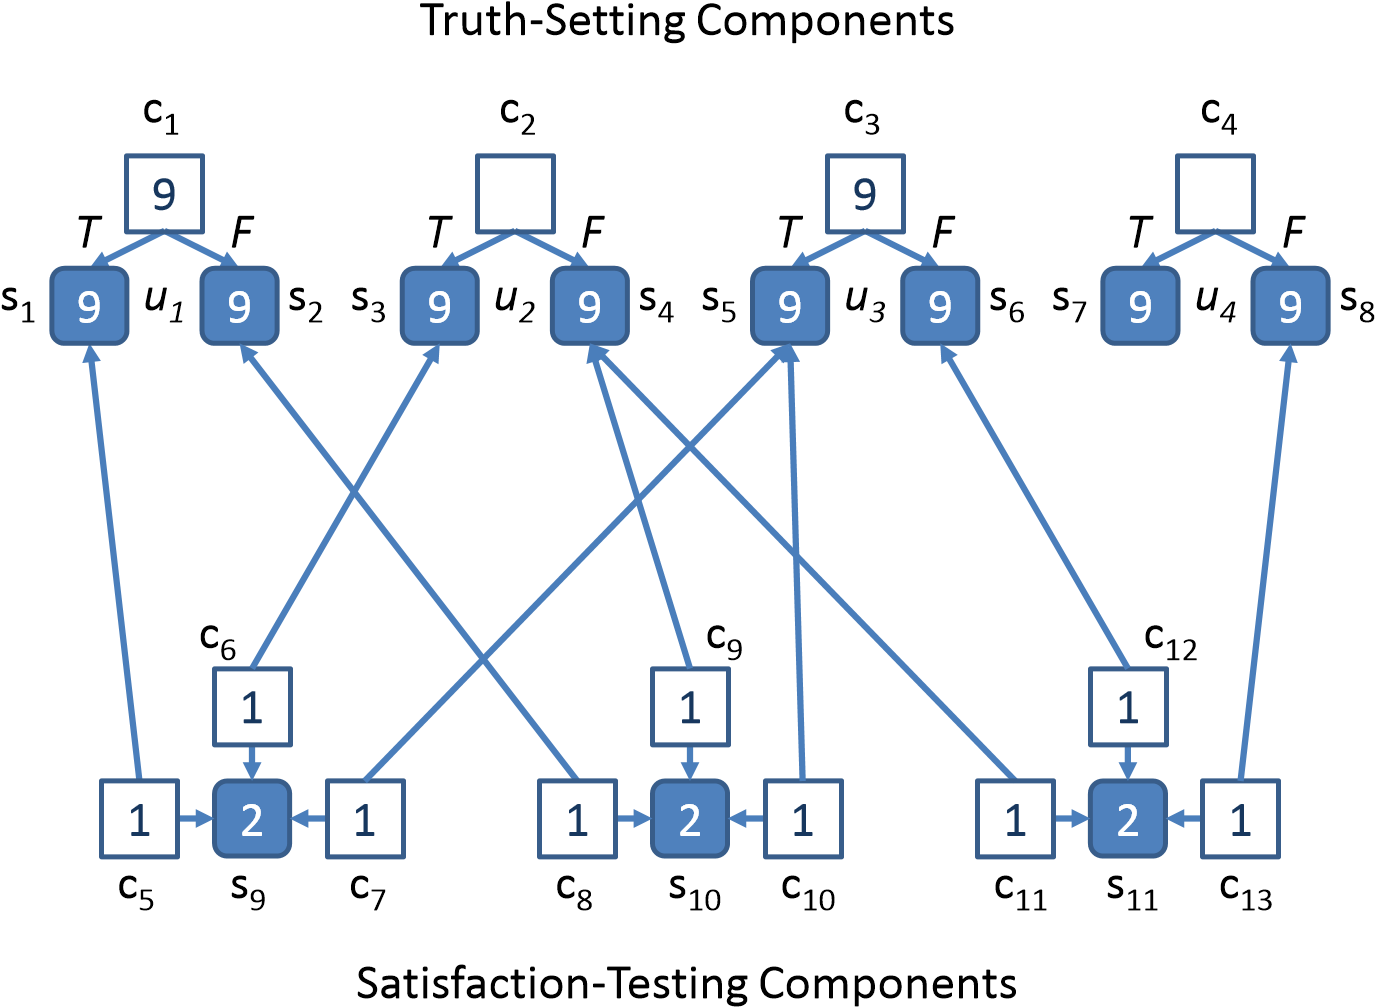 Truth-Setting Components
c1 c2 c3 c4
9 9
T F T F T F T F
s1 9 u1 9 s2 s3 9 u2 9 s4 s5 9 u3 9 s6 s7 9 u4 9 s8
c6 c9 c12
1 1 1
1 2 1 1 2 1 1 2 1
c5 s9 c7 c8 s10 c10 c11 s11 c13
Satisfaction-Testing Components